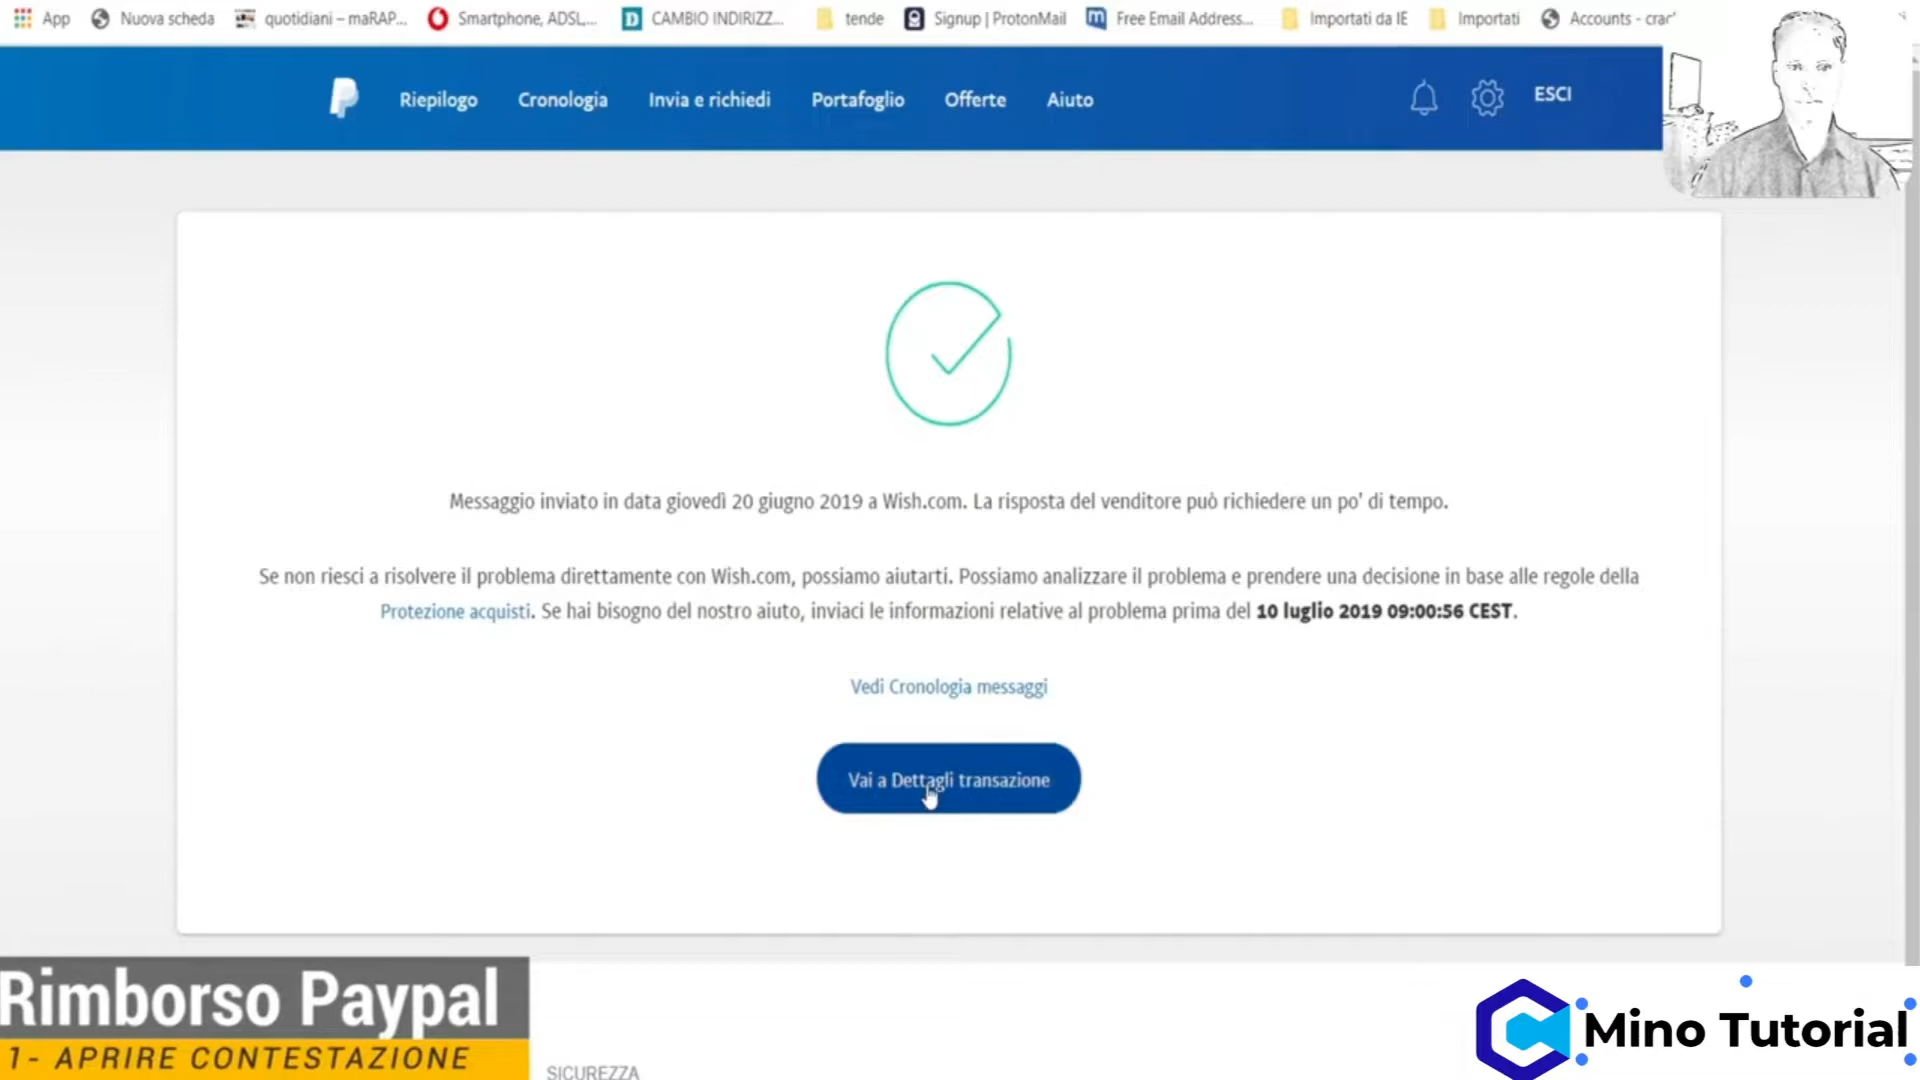 App Nuova scheda quotidiani – maRAP... Smartphone, ADSL,... CAMBIO INDIRIZZ... tende Signup | ProtonMail Free Email Address... Importati da IE Importati Accounts - crac
Riepilogo Cronologia Invia e richiedi Portafoglio Offerte Aiuto ESCI
Messaggio inviato in data giovedì 20 giugno 2019 a Wish.com. La risposta del venditore può richiedere un po' di tempo.
Se non riesci a risolvere il problema direttamente con Wish.com, possiamo aiutarti. Possiamo analizzare il problema e prendere una decisione in base alle regole della
Protezione acquisti. Se hai bisogno del nostro aiuto, inviaci le informazioni relative al problema prima del 10 luglio 2019 09:00:56 CEST.
Vedi Cronologia messaggi
Vai a Dettagli transazione
Rimborso Paypal
1- APRIRE CONTESTAZIONE
SICUREZZA
Mino Tutorial